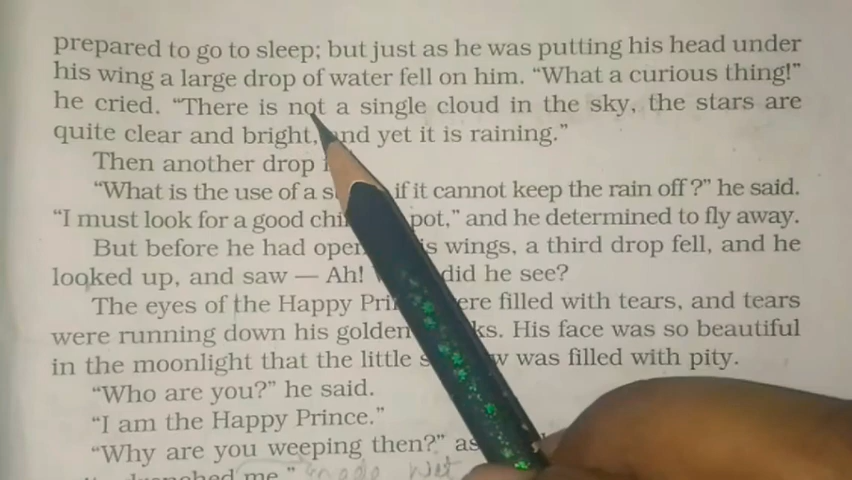 prepared to go to sleep; but just as he was putting his head under
his wing a large drop of water fell on him. “What a curious thing!”
he cried. “There is not a single cloud in the sky, the stars are
quite clear and bright, and yet it is raining.”
Then another drop
“What is the use of a if it cannot keep the rain off?” he said.
“I must look for a good pot,” and he determined to fly away.
But before he had wings, a third drop fell, and he
looked up, and saw — Ah! did he see?
The eyes of the Happy were filled with tears, and tears
were running down his golden His face was so beautiful
in the moonlight that the little was filled with pity.
“Who are you?” he said.
“I am the Happy Prince.”
“Why are you weeping then?”
drenched me.” made wet